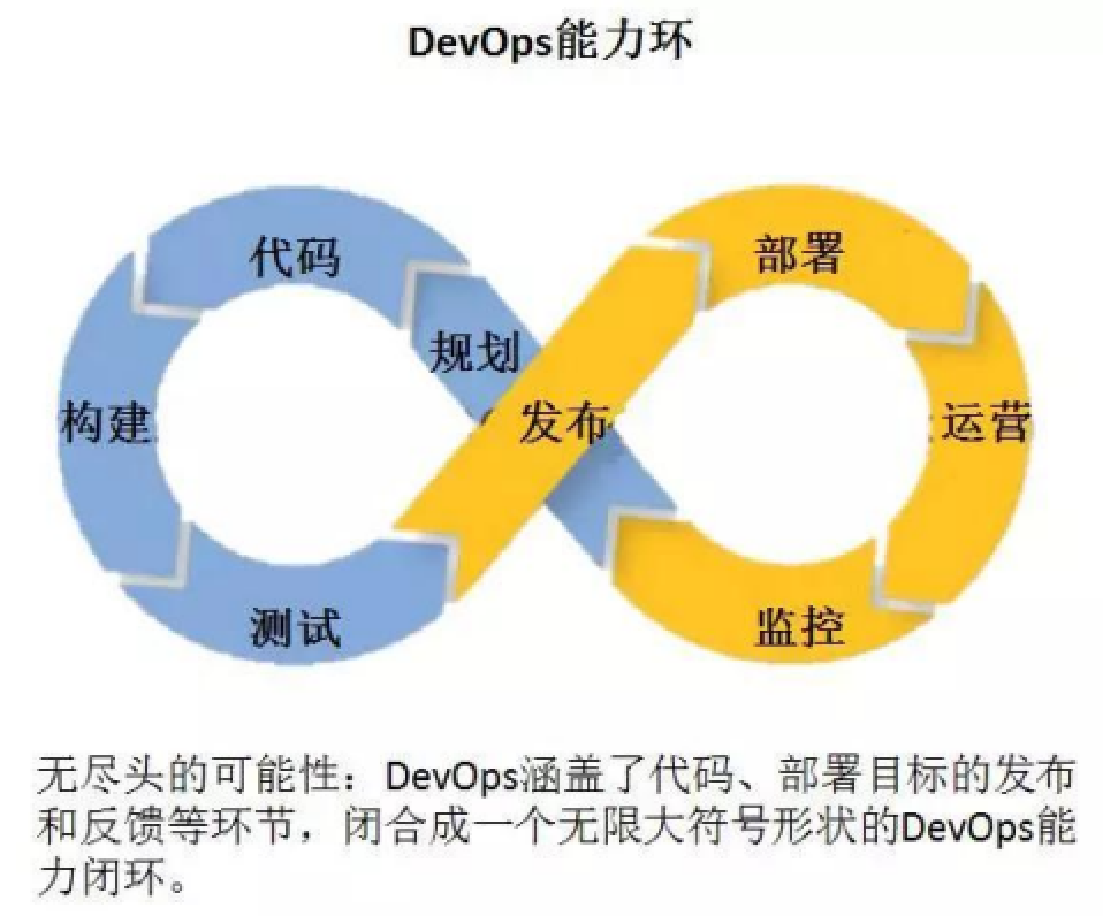 DevOps能力环
代码
部署
规划
构建
发布
运营
测试
监控
无尽头的可能性：DevOps涵盖了代码、部署目标的发布
和反馈等环节，闭合成一个无限大符号形状的DevOps能
力闭环。